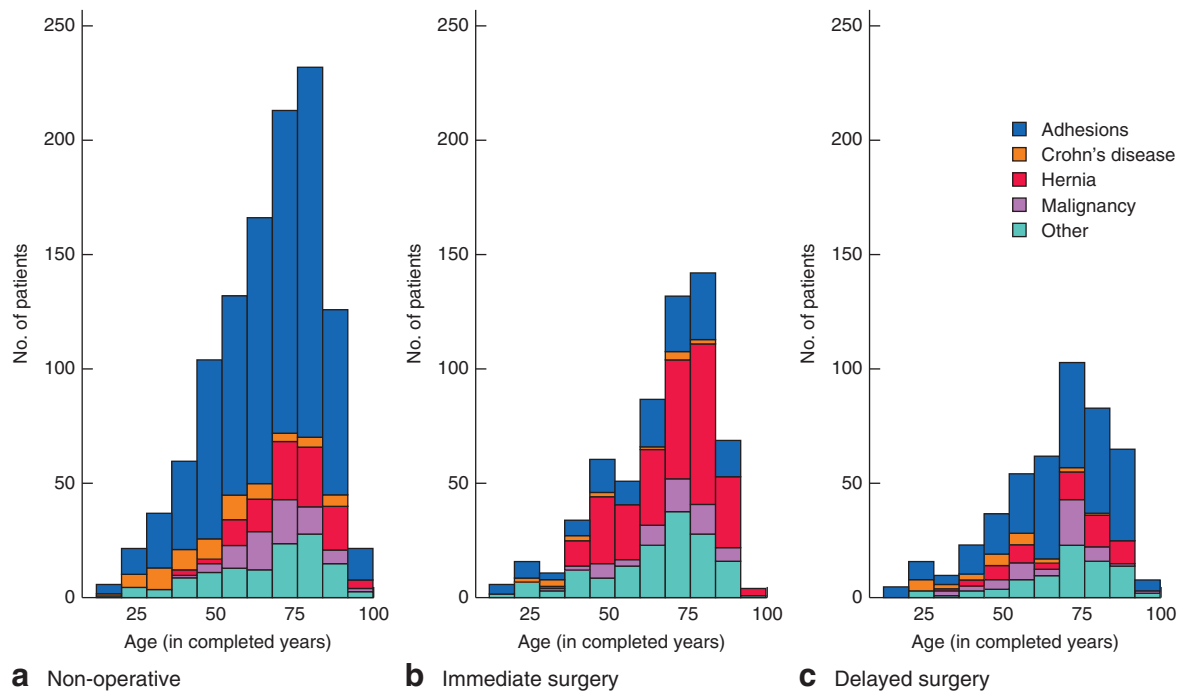 250
200
150
100
50
0
No. of patients
25
50
75
100
Age (in completed years)
a Non-operative
250
200
150
100
50
0
No. of patients
25
50
75
100
Age (in completed years)
b Immediate surgery
250
200
150
100
50
0
No. of patients
25
50
75
100
Age (in completed years)
c Delayed surgery
Adhesions
Crohn's disease
Hernia
Malignancy
Other